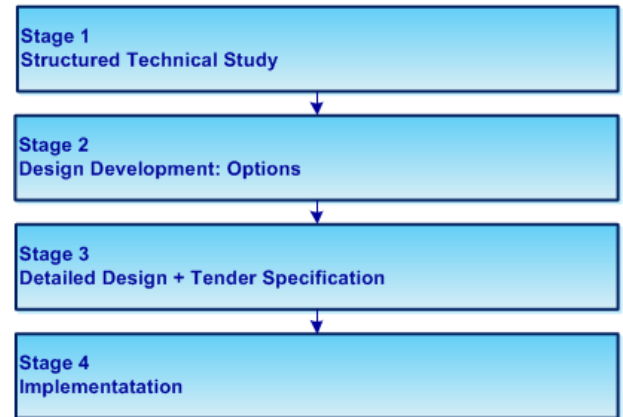 Stage 1
Structured Technical Study
Stage 2
Design Development: Options
Stage 3
Detailed Design + Tender Specification
Stage 4
Implementatation